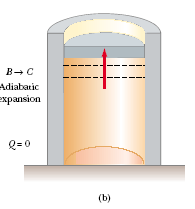 B → C
Adiabatic
expansion
Q = 0
(b)